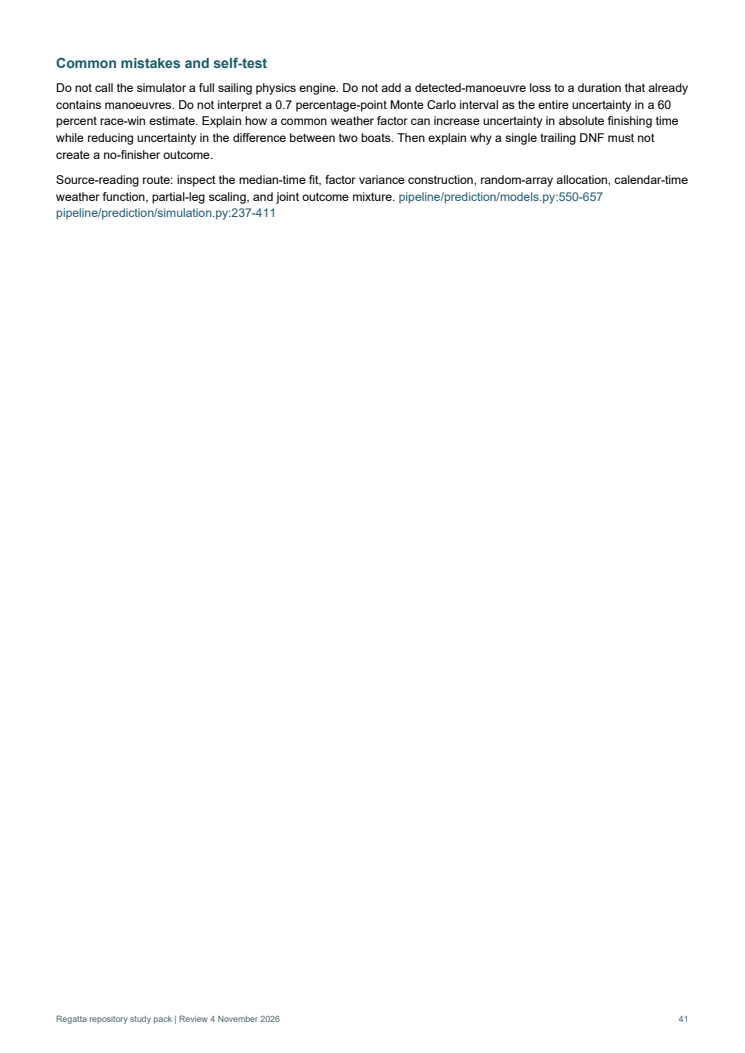 Common mistakes and self-test
Do not call the simulator a full sailing physics engine. Do not add a detected-manoeuvre loss to a duration that already
contains manoeuvres. Do not interpret a 0.7 percentage-point Monte Carlo interval as the entire uncertainty in a 60
percent race-win estimate. Explain how a common weather factor can increase uncertainty in absolute finishing time
while reducing uncertainty in the difference between two boats. Then explain why a single trailing DNF must not
create a no-finisher outcome.
Source-reading route: inspect the median-time fit, factor variance construction, random-array allocation, calendar-time
weather function, partial-leg scaling, and joint outcome mixture. pipeline/prediction/models.py:550-657
pipeline/prediction/simulation.py:237-411
Regatta repository study pack | Review 4 November 2026
41